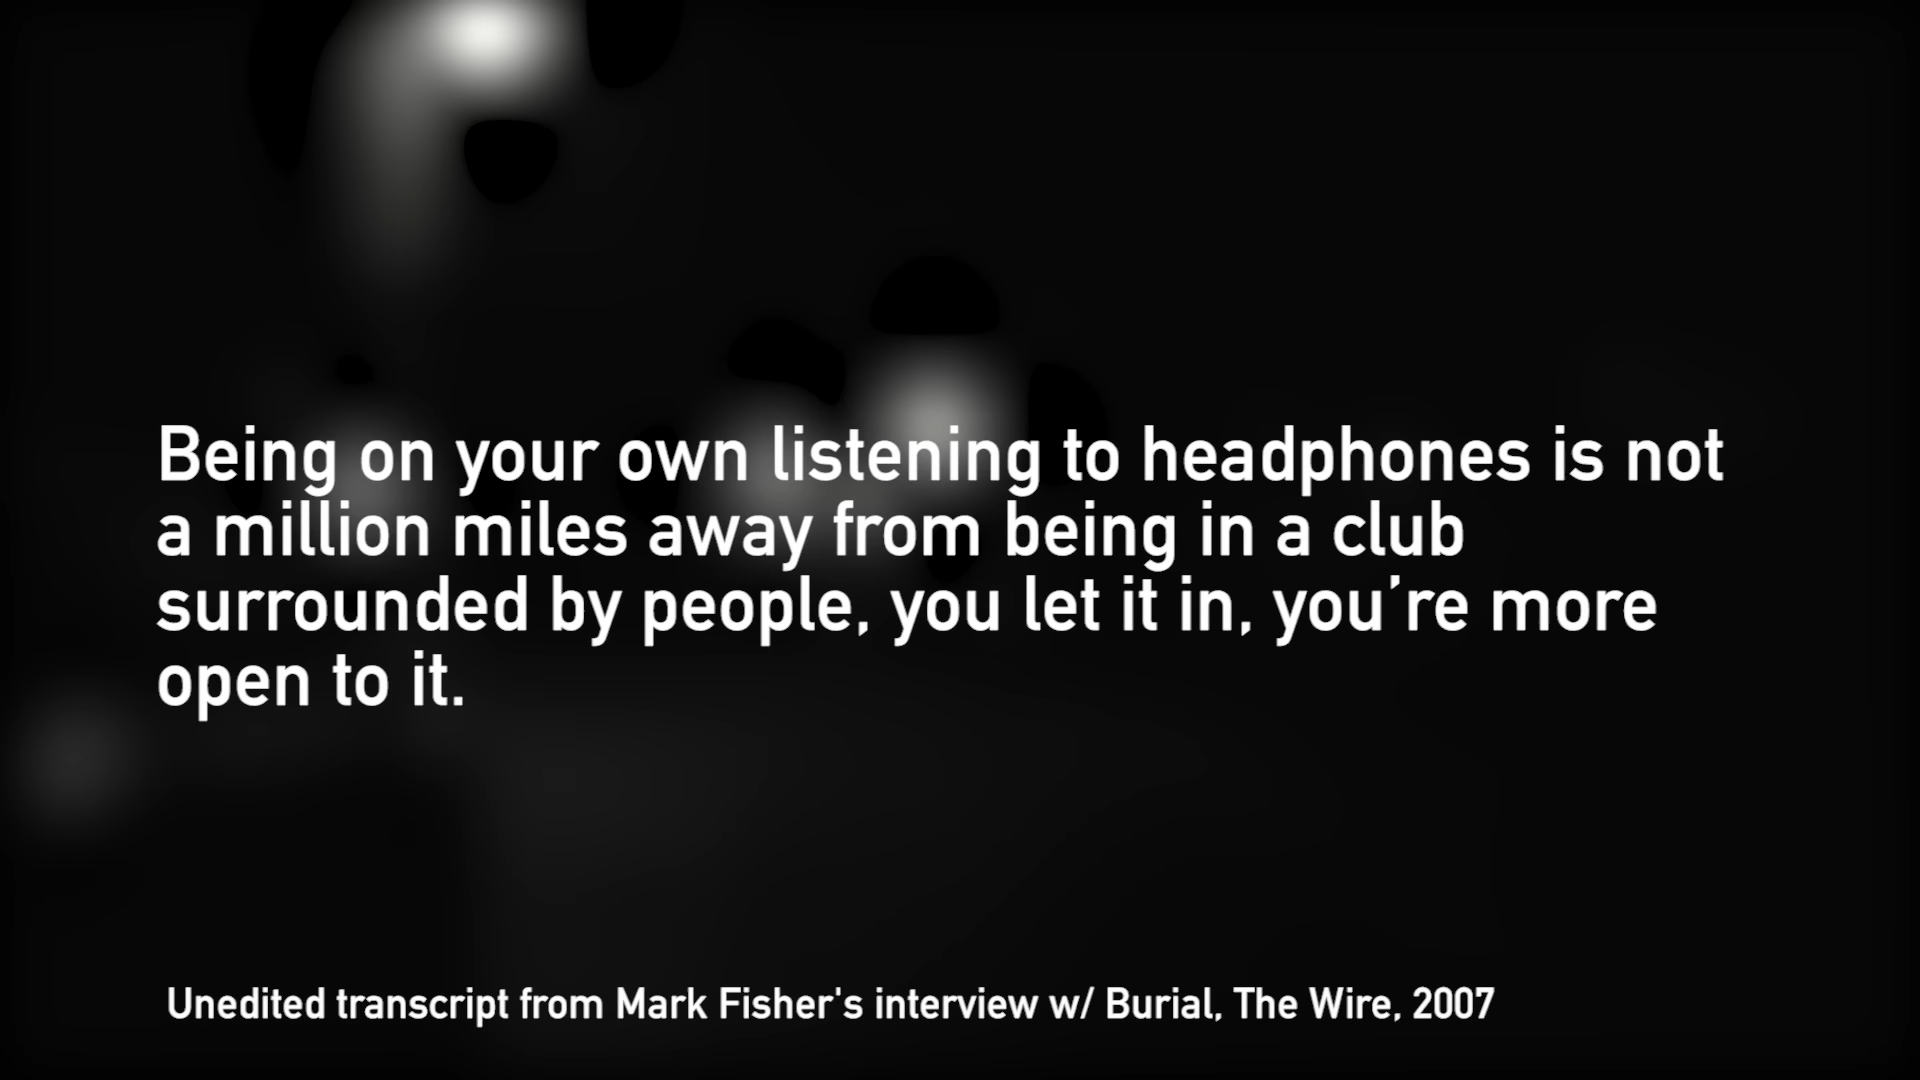 Being on your own listening to headphones is not
a million miles away from being in a club
surrounded by people, you let it in, you’re more
open to it.
Unedited transcript from Mark Fisher's interview w/ Burial, The Wire, 2007